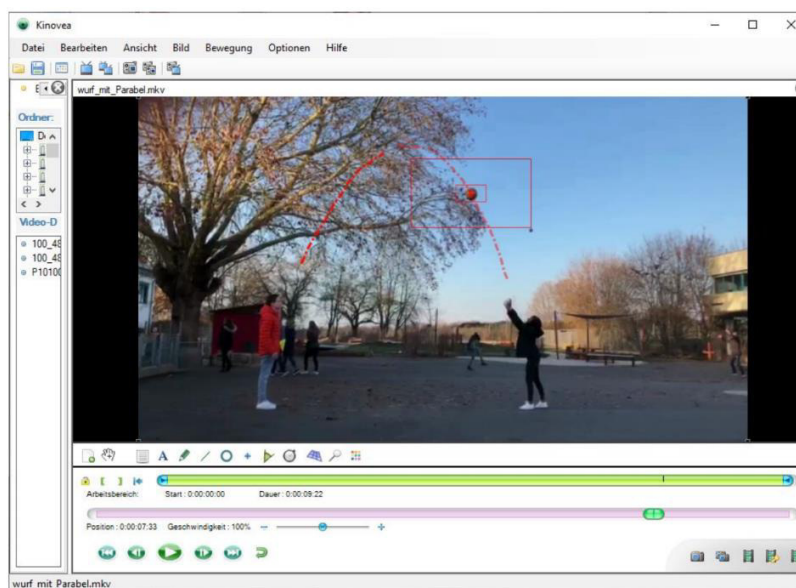 Kinovea
Datei Bearbeiten Ansicht Bild Bewegung Optionen Hilfe
E
wurf_mit_Parabel.mkv
Ordner:
D
Video-D
100_48
100_48
P10100
A
Arbeitsbereich: Start : 0:00:00:00 Dauer : 0:00:09:22
Position : 0:00:07:33 Geschwindigkeit : 100%
wurf_mit_Parabel.mkv